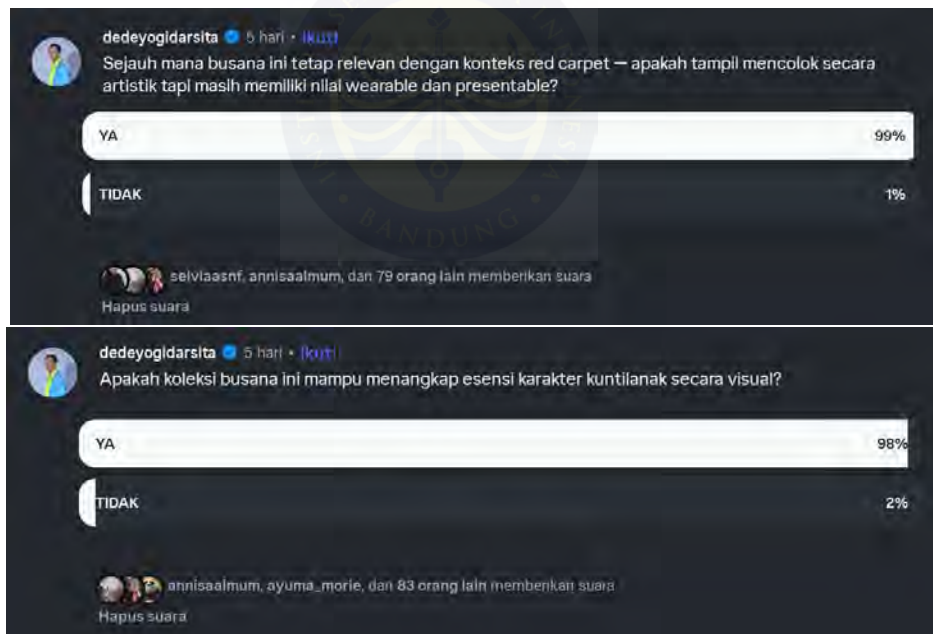 dedeyogidarsita 5 hari • Ikuti
Sejauh mana busana ini tetap relevan dengan konteks red carpet — apakah tampil mencolok secara
artistik tapi masih memiliki nilai wearable dan presentable?
YA 99%
TIDAK 1%
selviaasnf, annisaalmum, dan 79 orang lain memberikan suara
Hapus suara
dedeyogidarsita 5 hari • Ikuti
Apakah koleksi busana ini mampu menangkap esensi karakter kuntilanak secara visual?
YA 98%
TIDAK 2%
annisaalmum, ayuma_morie, dan 83 orang lain memberikan suara
Hapus suara
BANDUNG